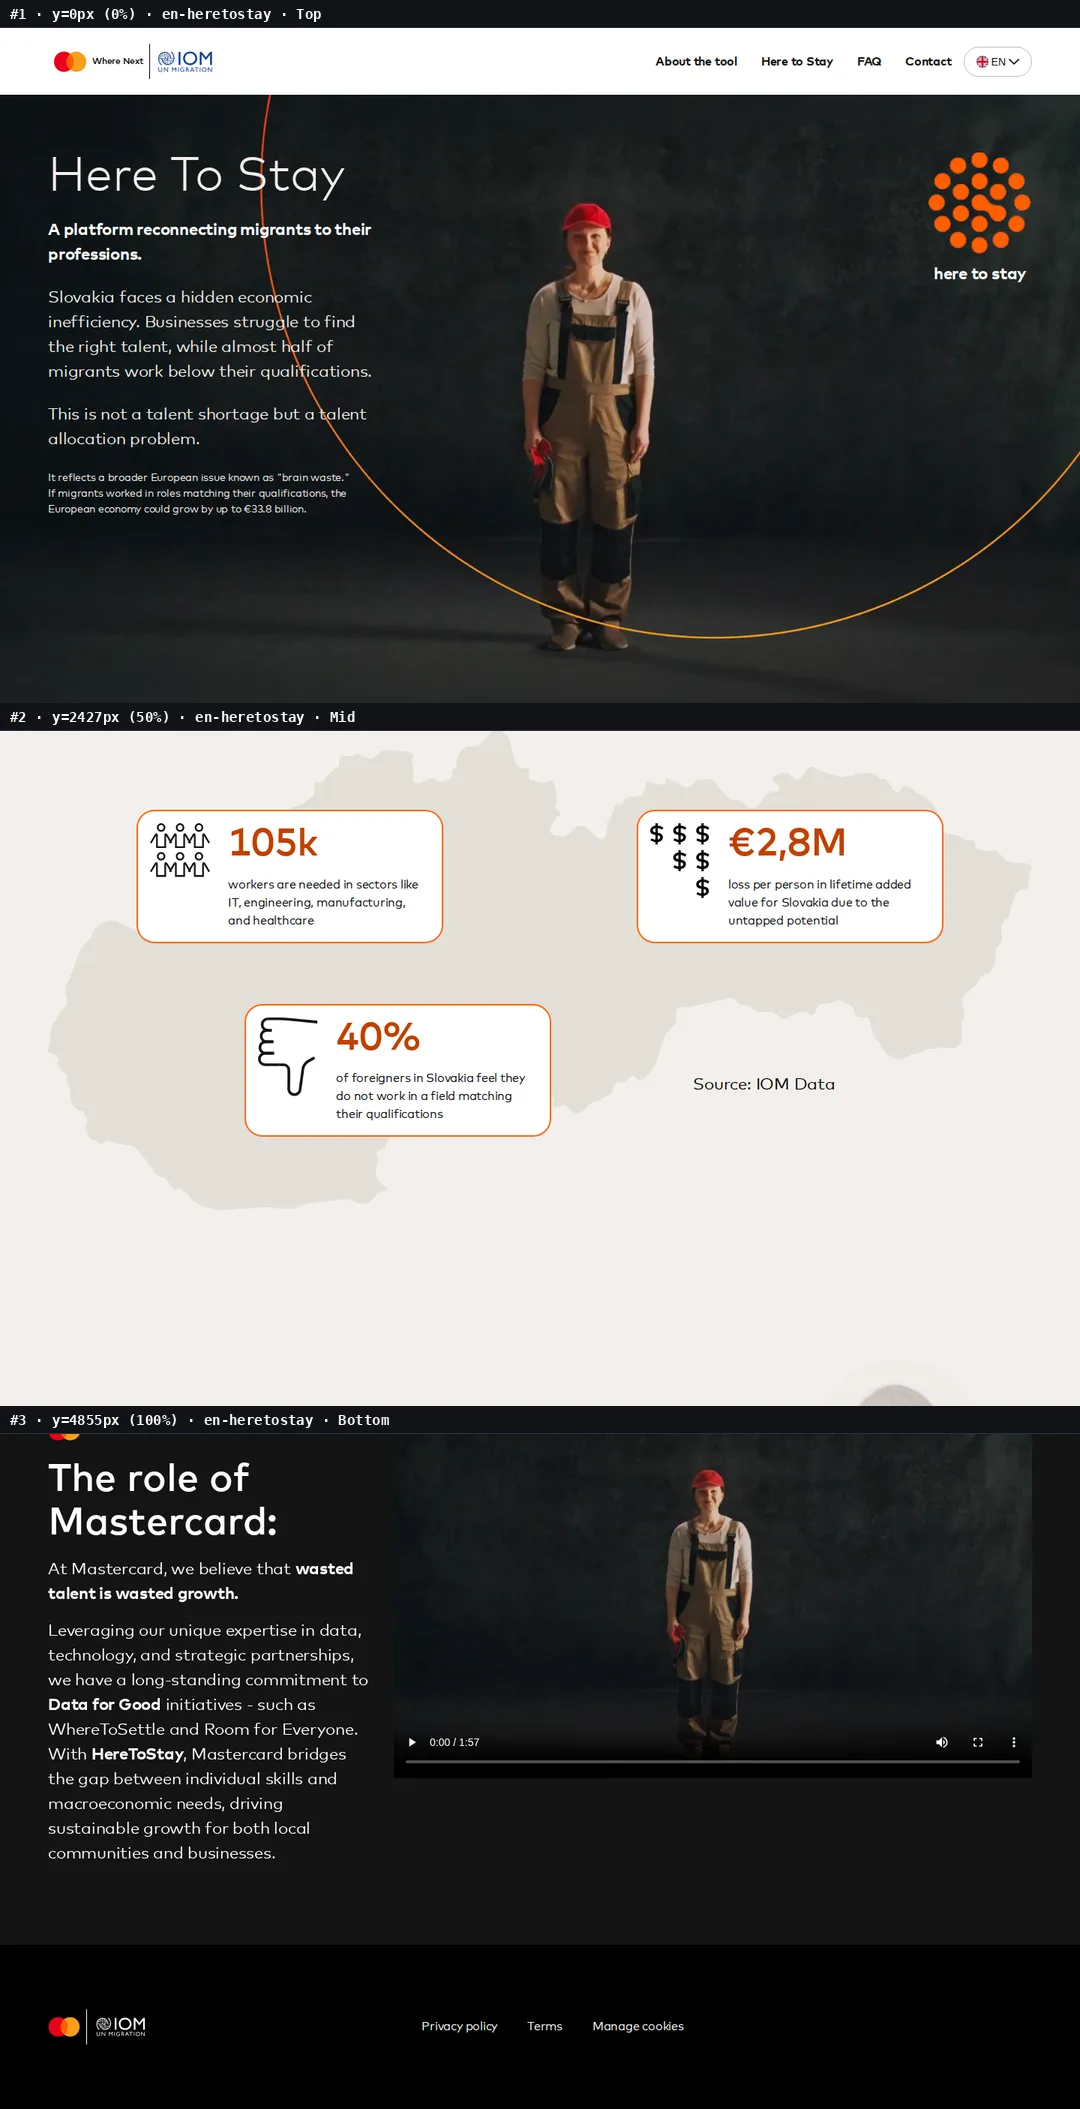 #1 · y=0px (0%) · en-heretostay · Top
Where Next
IOM
UN MIGRATION
About the tool
Here to Stay
FAQ
Contact
EN
Here To Stay
A platform reconnecting migrants to their
professions.
Slovakia faces a hidden economic
inefficiency. Businesses struggle to find
the right talent, while almost half of
migrants work below their qualifications.
This is not a talent shortage but a talent
allocation problem.
It reflects a broader European issue known as "brain waste."
If migrants worked in roles matching their qualifications, the
European economy could grow by up to €33.8 billion.
here to stay
#2 · y=2427px (50%) · en-heretostay · Mid
105k
workers are needed in sectors like
IT, engineering, manufacturing,
and healthcare
$ $ $
$ $
$
€2,8M
loss per person in lifetime added
value for Slovakia due to the
untapped potential
40%
of foreigners in Slovakia feel they
do not work in a field matching
their qualifications
Source: IOM Data
#3 · y=4855px (100%) · en-heretostay · Bottom
The role of
Mastercard:
At Mastercard, we believe that wasted
talent is wasted growth.
Leveraging our unique expertise in data,
technology, and strategic partnerships,
we have a long-standing commitment to
Data for Good initiatives - such as
WhereToSettle and Room for Everyone.
With HereToStay, Mastercard bridges
the gap between individual skills and
macroeconomic needs, driving
sustainable growth for both local
communities and businesses.
0:00 / 1:57
IOM
UN MIGRATION
Privacy policy
Terms
Manage cookies